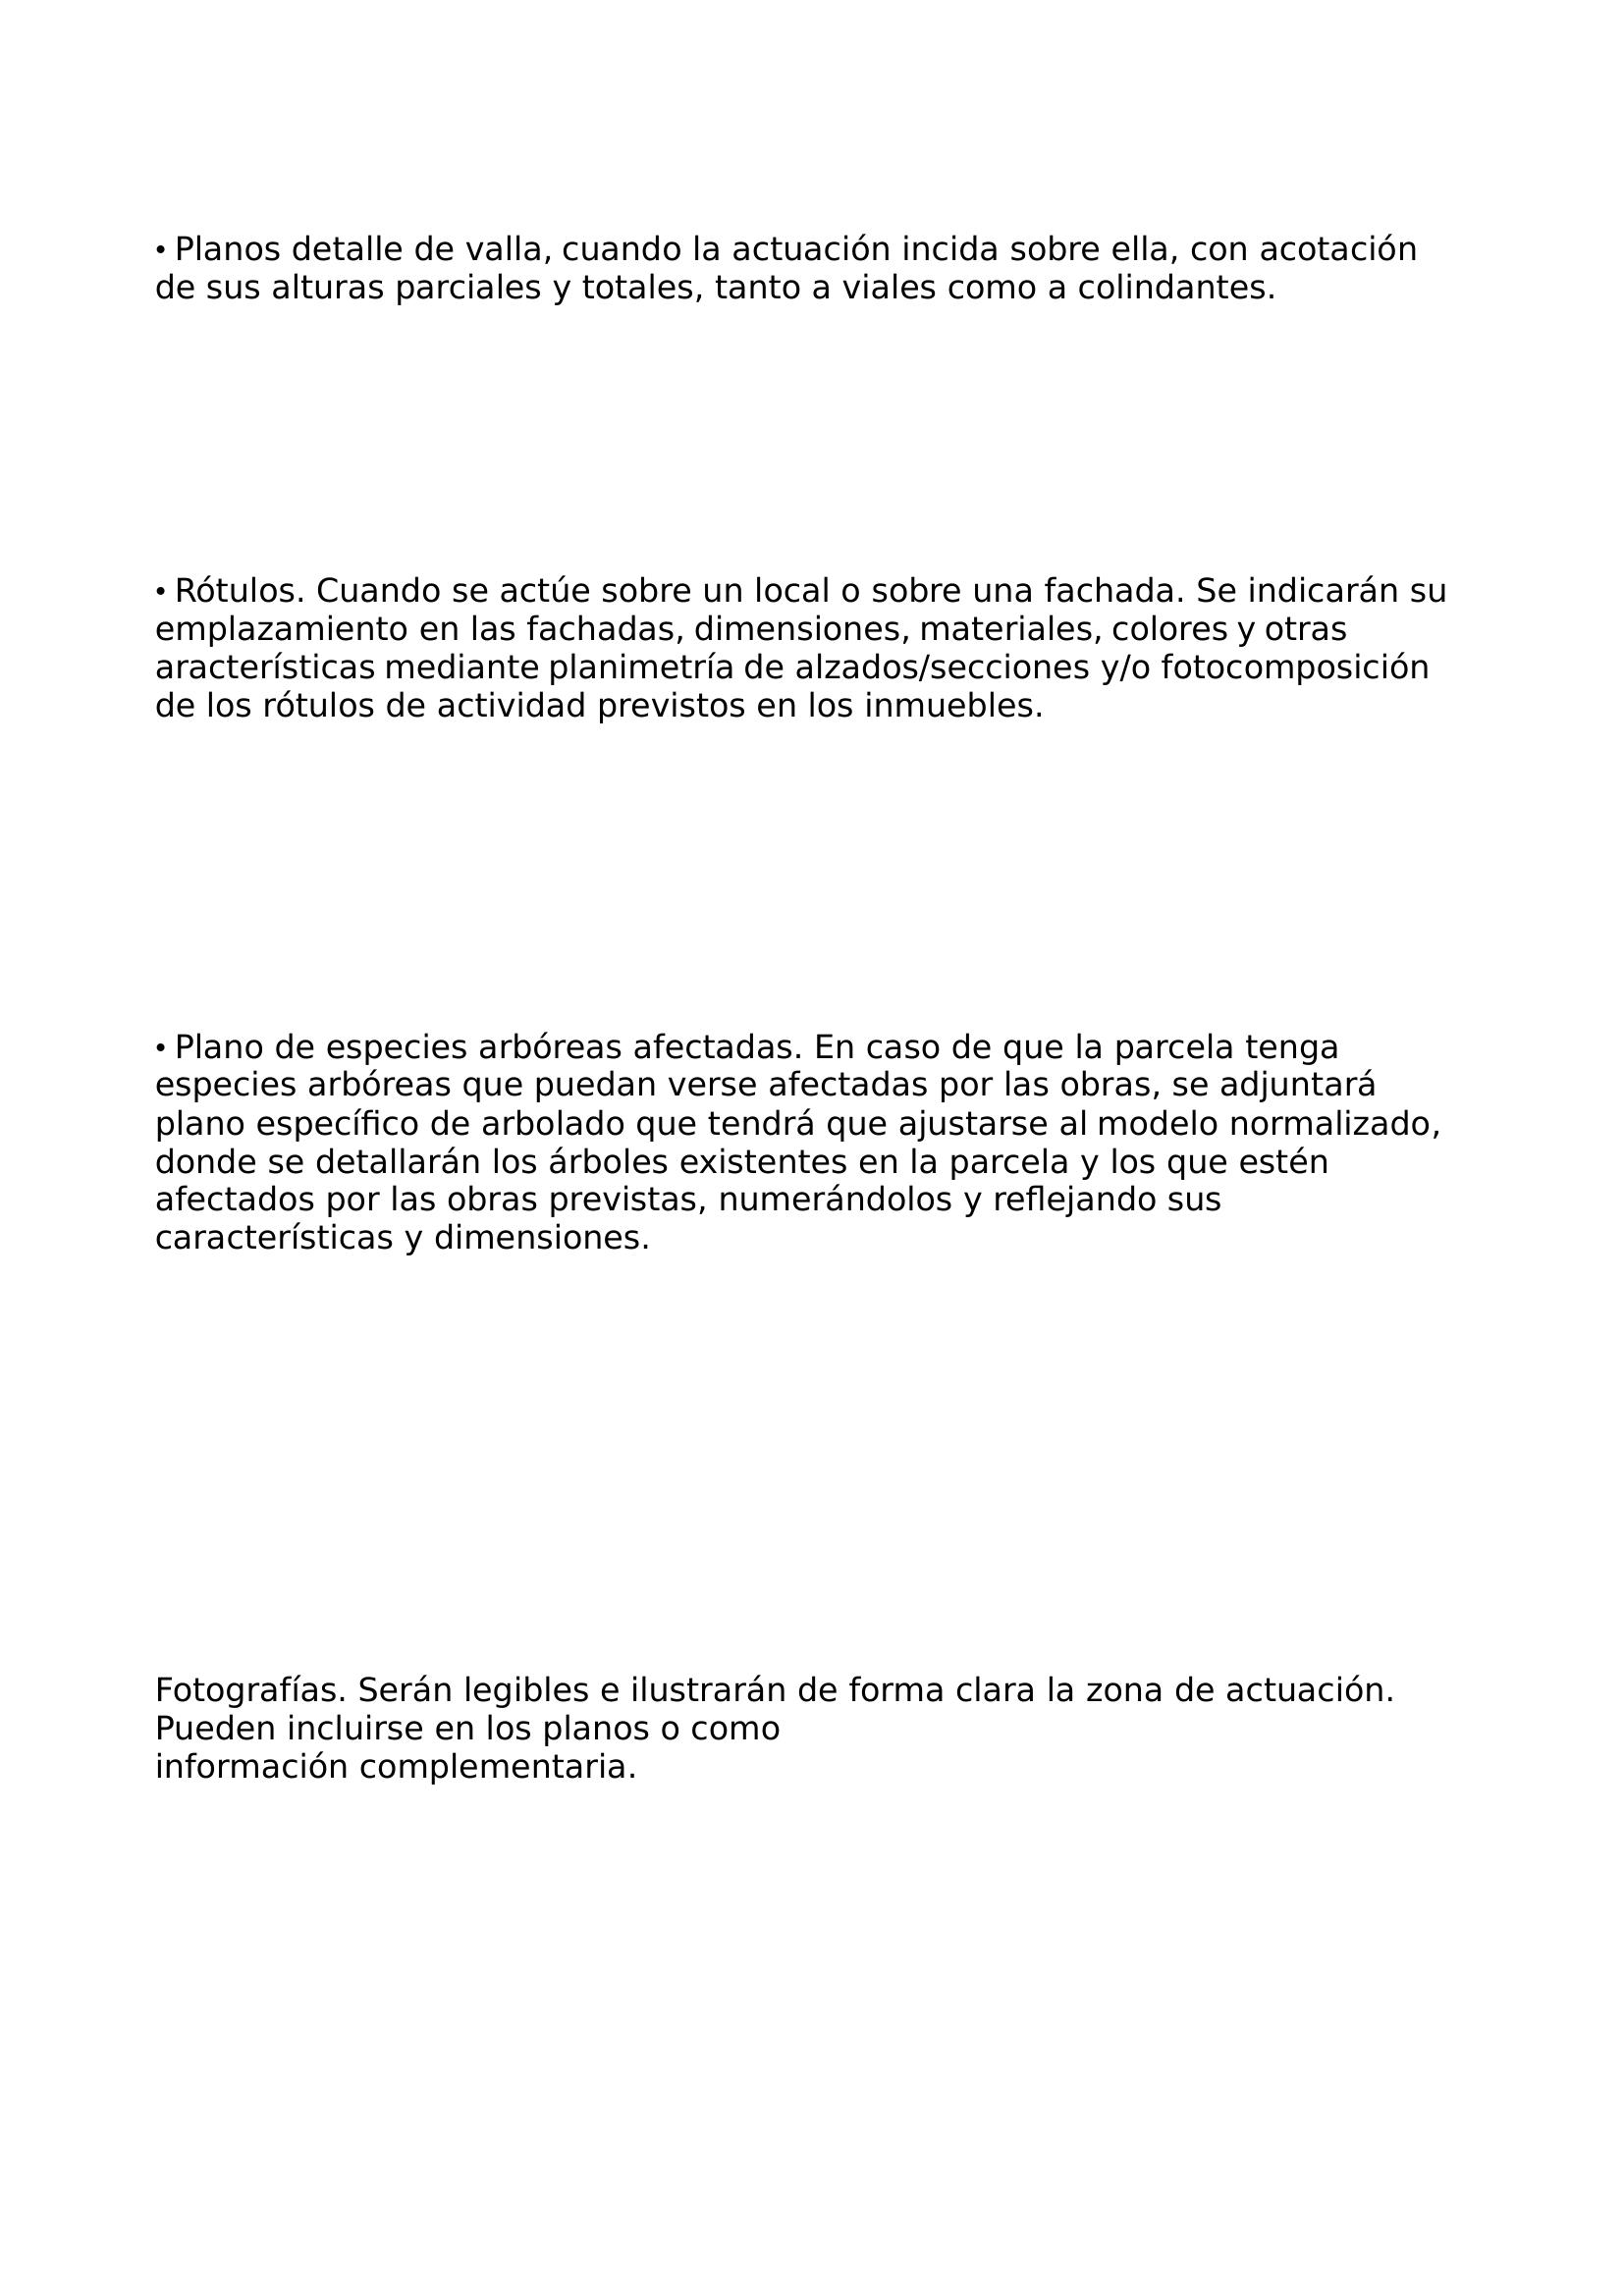 • Planos detalle de valla, cuando la actuación incida sobre ella, con acotación
de sus alturas parciales y totales, tanto a viales como a colindantes.
• Rótulos. Cuando se actúe sobre un local o sobre una fachada. Se indicarán su
emplazamiento en las fachadas, dimensiones, materiales, colores y otras
aracterísticas mediante planimetría de alzados/secciones y/o fotocomposición
de los rótulos de actividad previstos en los inmuebles.
• Plano de especies arbóreas afectadas. En caso de que la parcela tenga
especies arbóreas que puedan verse afectadas por las obras, se adjuntará
plano específico de arbolado que tendrá que ajustarse al modelo normalizado,
donde se detallarán los árboles existentes en la parcela y los que estén
afectados por las obras previstas, numerándolos y reflejando sus
características y dimensiones.
Fotografías. Serán legibles e ilustrarán de forma clara la zona de actuación.
Pueden incluirse en los planos o como
información complementaria.